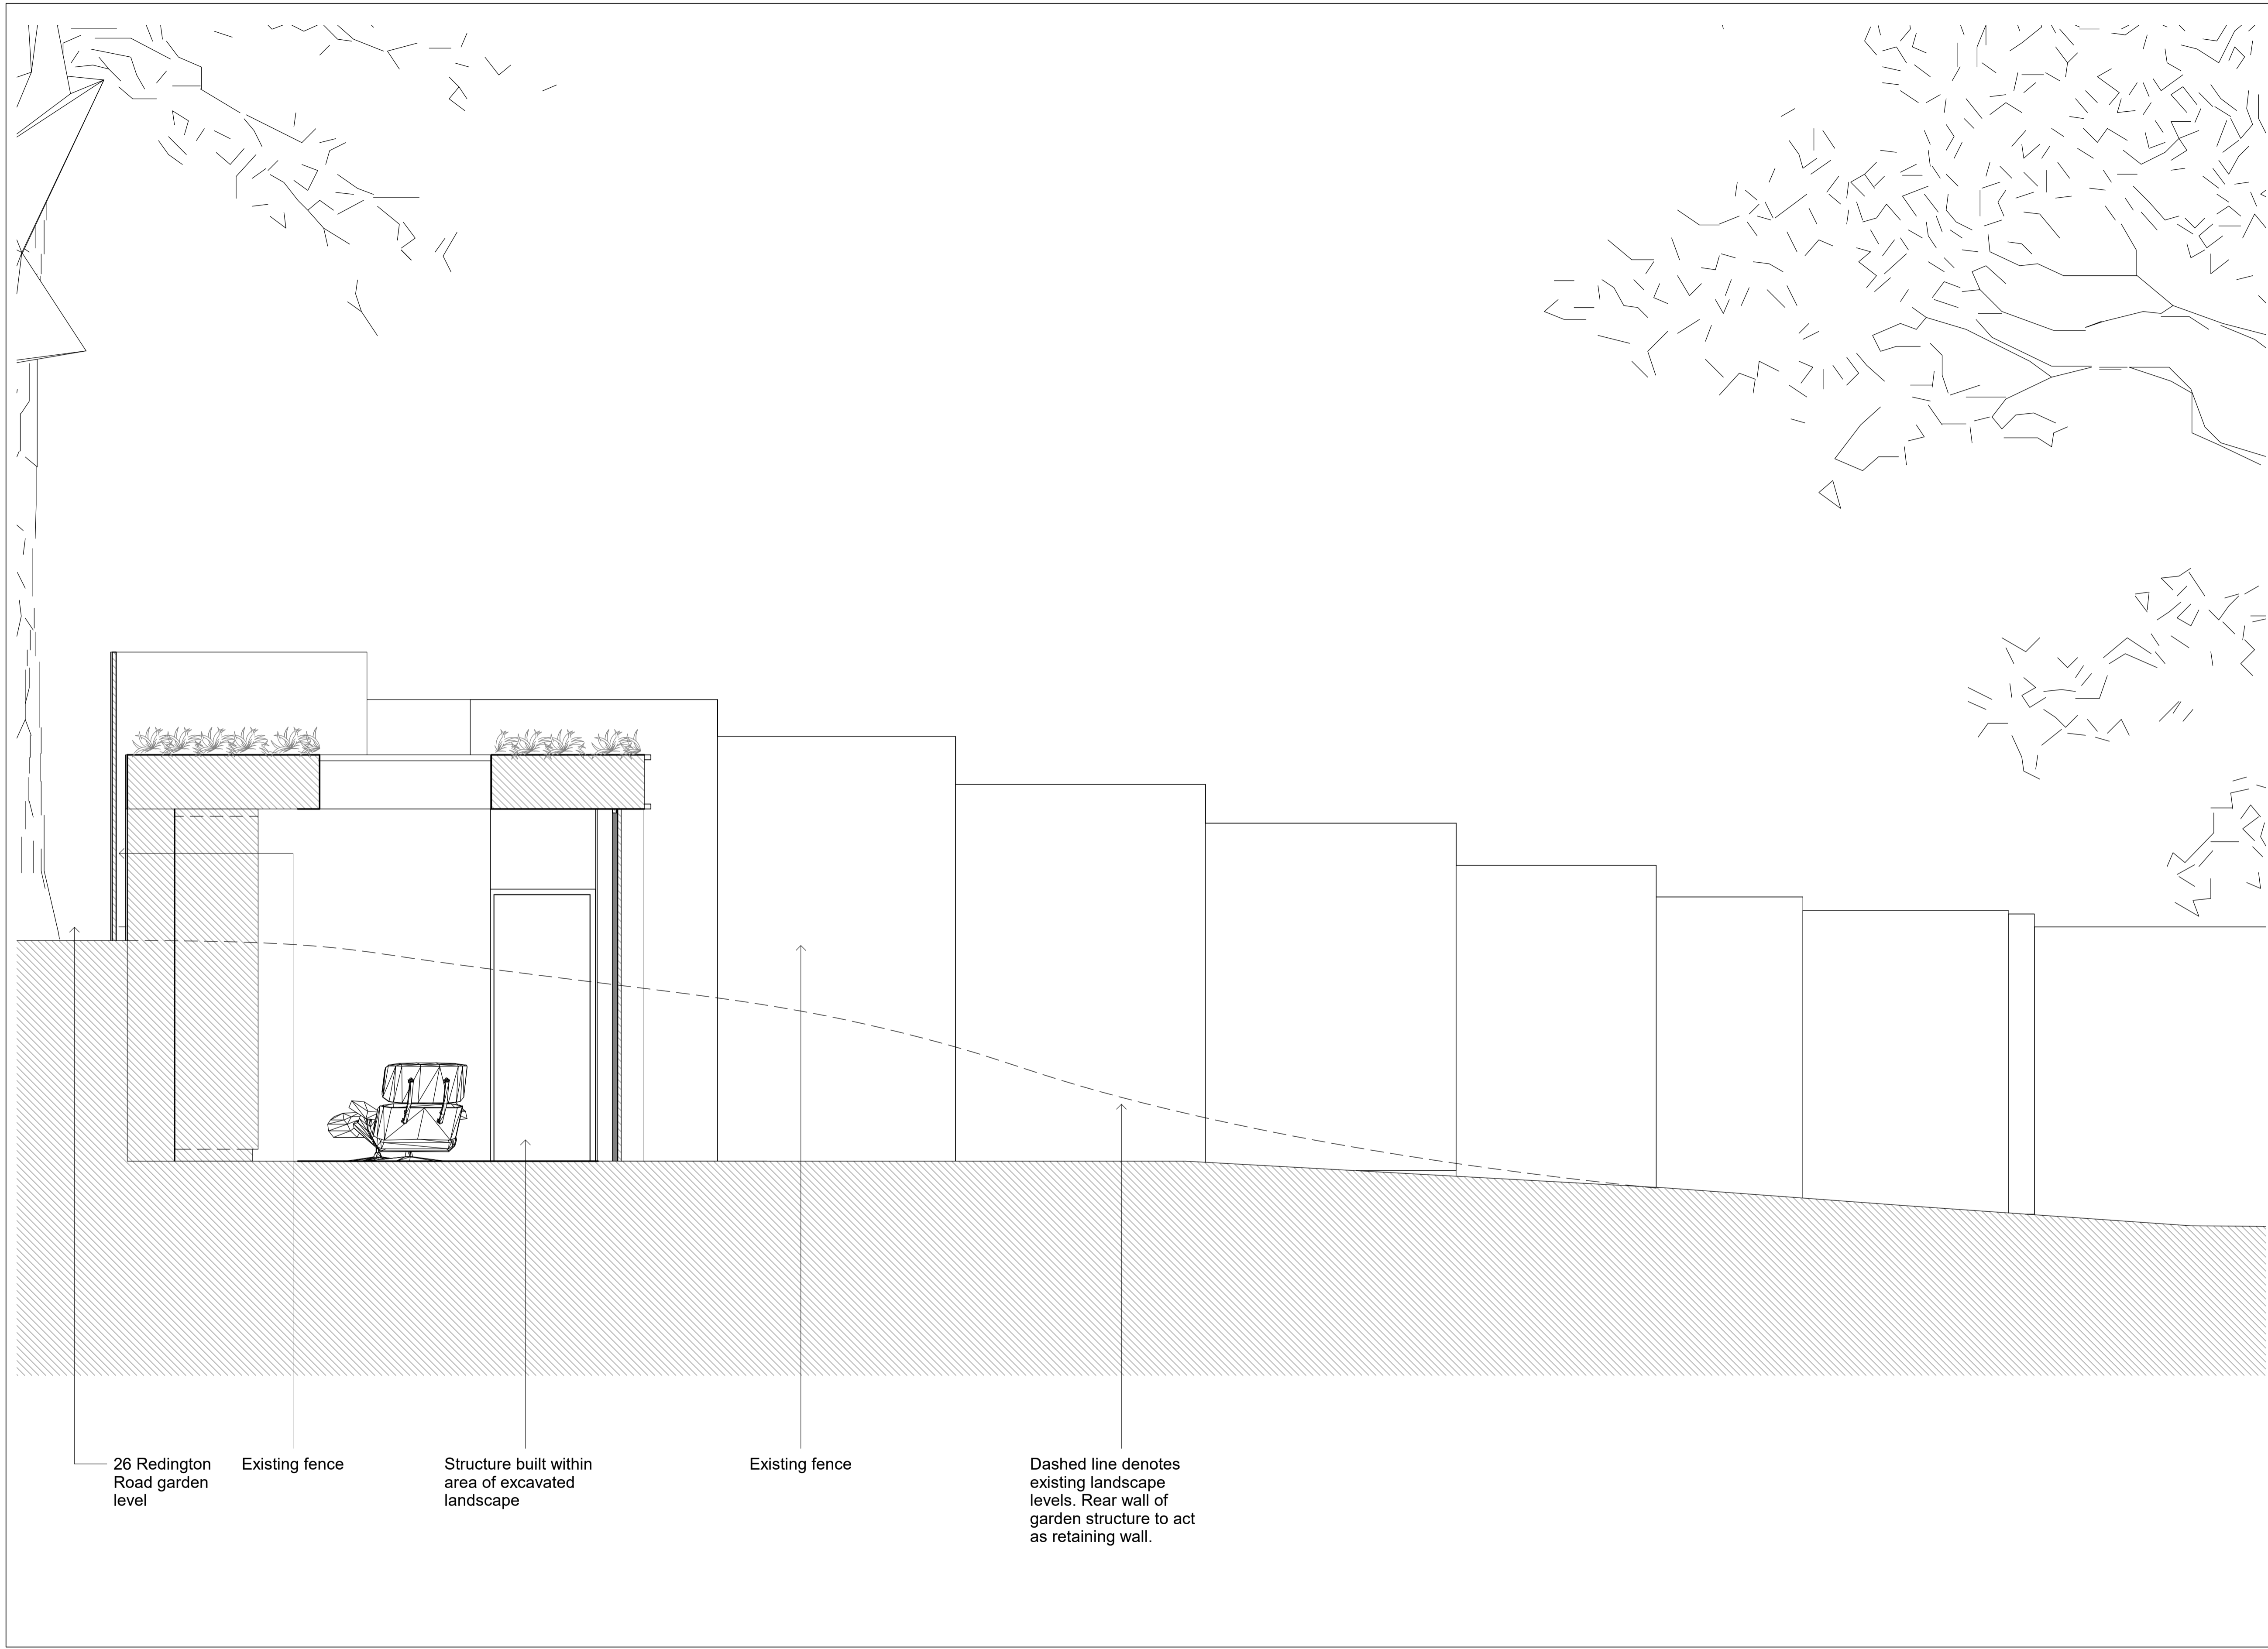 26 Redington
Road garden
level
Existing fence
Structure built within
area of excavated
landscape
Existing fence
Dashed line denotes
existing landscape
levels. Rear wall of
garden structure to act
as retaining wall.